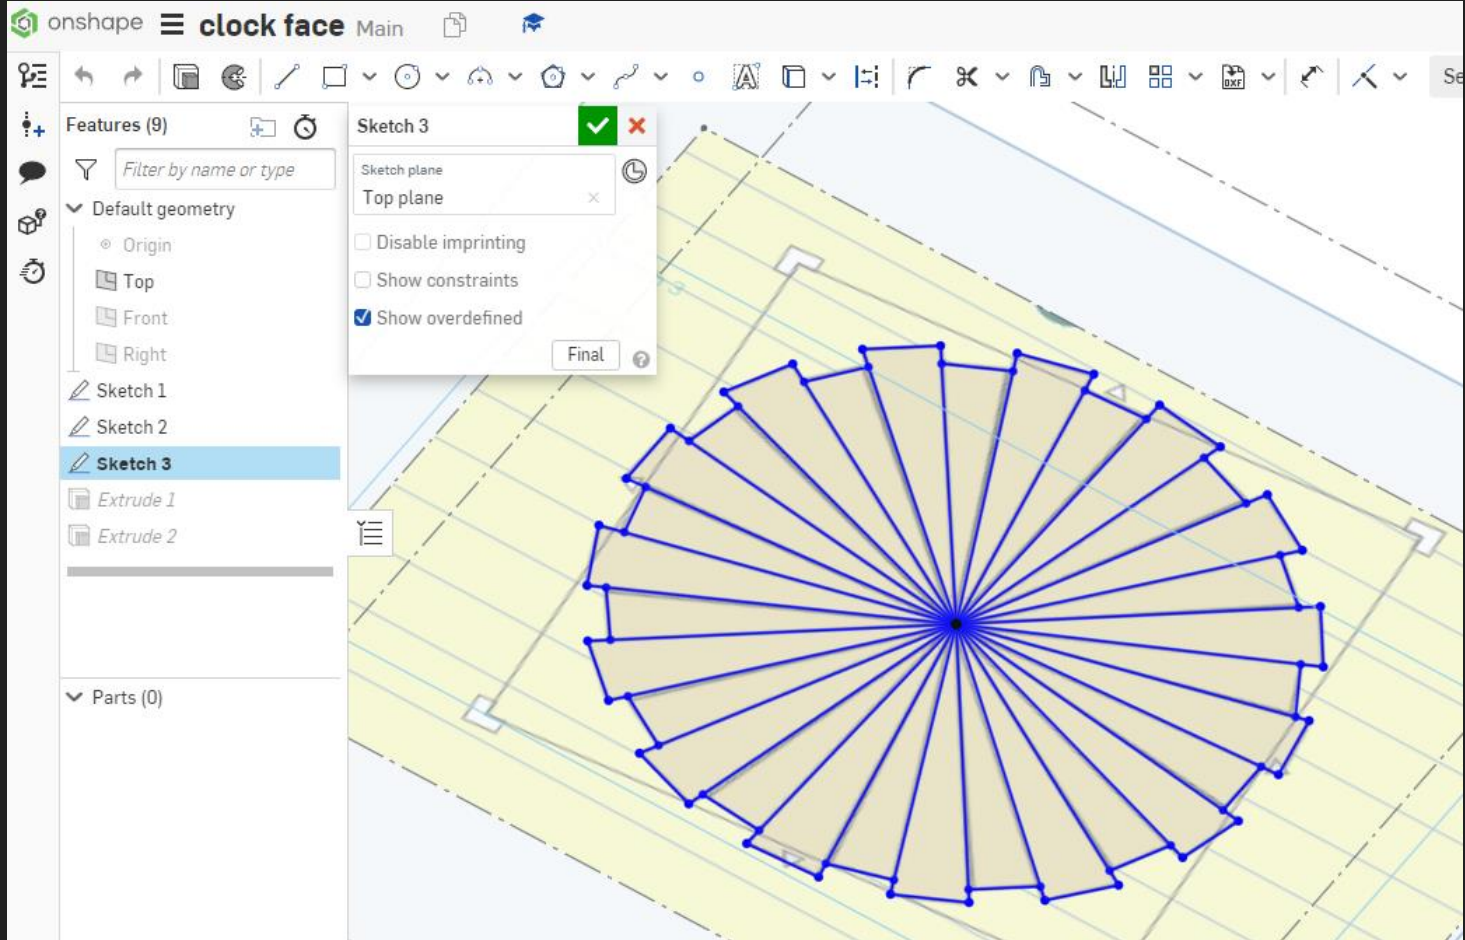 onshape clock face Main
DXF
Se
Features (9)
Filter by name or type
Default geometry
Origin
Top
Front
Right
Sketch 1
Sketch 2
Sketch 3
Extrude 1
Extrude 2
Parts (0)
Sketch 3
Sketch plane
Top plane
Disable imprinting
Show constraints
Show overdefined
Final